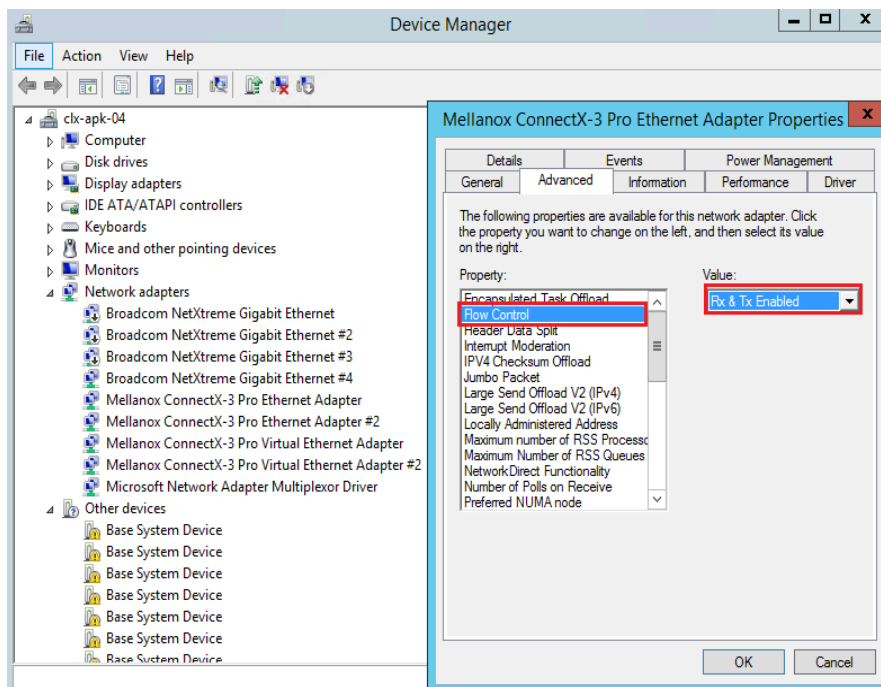 Device Manager
File Action View Help
clx-apk-04
Computer
Disk drives
Display adapters
IDE ATA/ATAPI controllers
Keyboards
Mice and other pointing devices
Monitors
Network adapters
Broadcom NetXtreme Gigabit Ethernet
Broadcom NetXtreme Gigabit Ethernet #2
Broadcom NetXtreme Gigabit Ethernet #3
Broadcom NetXtreme Gigabit Ethernet #4
Mellanox ConnectX-3 Pro Ethernet Adapter
Mellanox ConnectX-3 Pro Ethernet Adapter #2
Mellanox ConnectX-3 Pro Virtual Ethernet Adapter
Mellanox ConnectX-3 Pro Virtual Ethernet Adapter #2
Microsoft Network Adapter Multiplexor Driver
Other devices
Base System Device
Base System Device
Base System Device
Base System Device
Base System Device
Base System Device
Base System Device
Mellanox ConnectX-3 Pro Ethernet Adapter Properties
Details Events Power Management
General Advanced Information Performance Driver
The following properties are available for this network adapter. Click
the property you want to change on the left, and then select its value
on the right.
Property:
Value:
Encapsulated Task Offload
Flow Control
Rx & Tx Enabled
Header Data Split
Interrupt Moderation
IPV4 Checksum Offload
Jumbo Packet
Large Send Offload V2 (IPv4)
Large Send Offload V2 (IPv6)
Locally Administered Address
Maximum number of RSS Processo
Maximum Number of RSS Queues
NetworkDirect Functionality
Number of Polls on Receive
Preferred NUMA node
OK Cancel